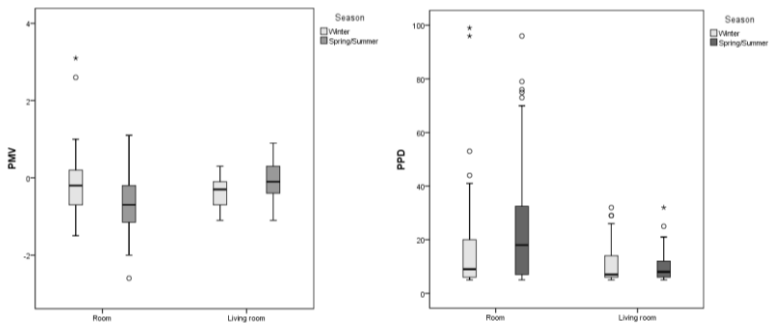 Season
Winter
Spring/Summer
4
2
0
-2
PMV
Room
Living room
Season
Winter
Spring/Summer
100
80
60
40
20
0
PPD
Room
Living room